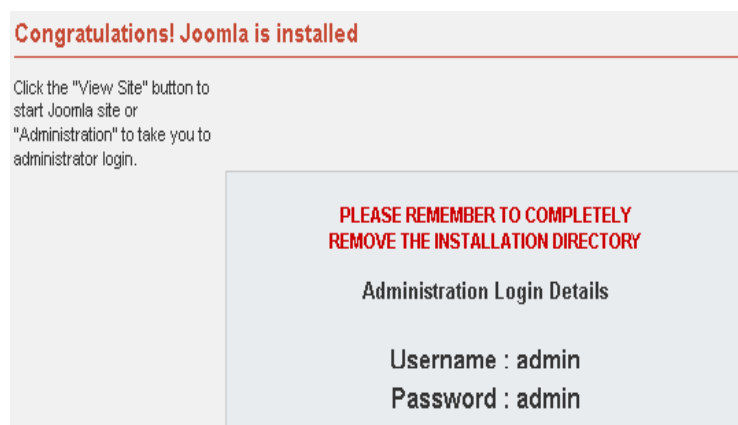 Congratulations! Joomla is installed
Click the "View Site" button to
start Joomla site or
"Administration" to take you to
administrator login.
PLEASE REMEMBER TO COMPLETELY
REMOVE THE INSTALLATION DIRECTORY
Administration Login Details
Username : admin
Password : admin